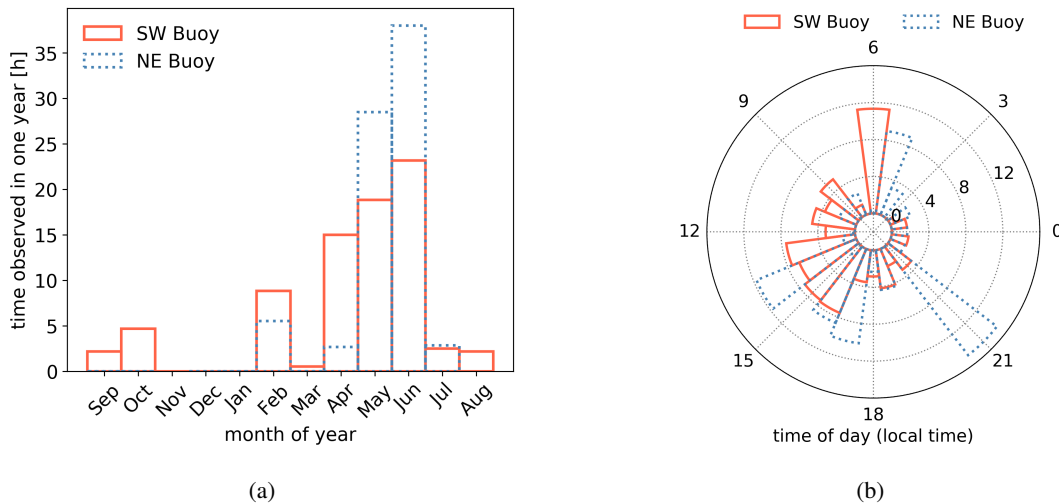 SW Buoy
NE Buoy
time observed in one year [h]
35
30
25
20
15
10
5
0
Sep Oct Nov Dec Jan Feb Mar Apr May Jun Jul Aug
month of year
(a)
SW Buoy NE Buoy
6
9 3
12
8
4
0
12 0
15 21
18
time of day (local time)
(b)